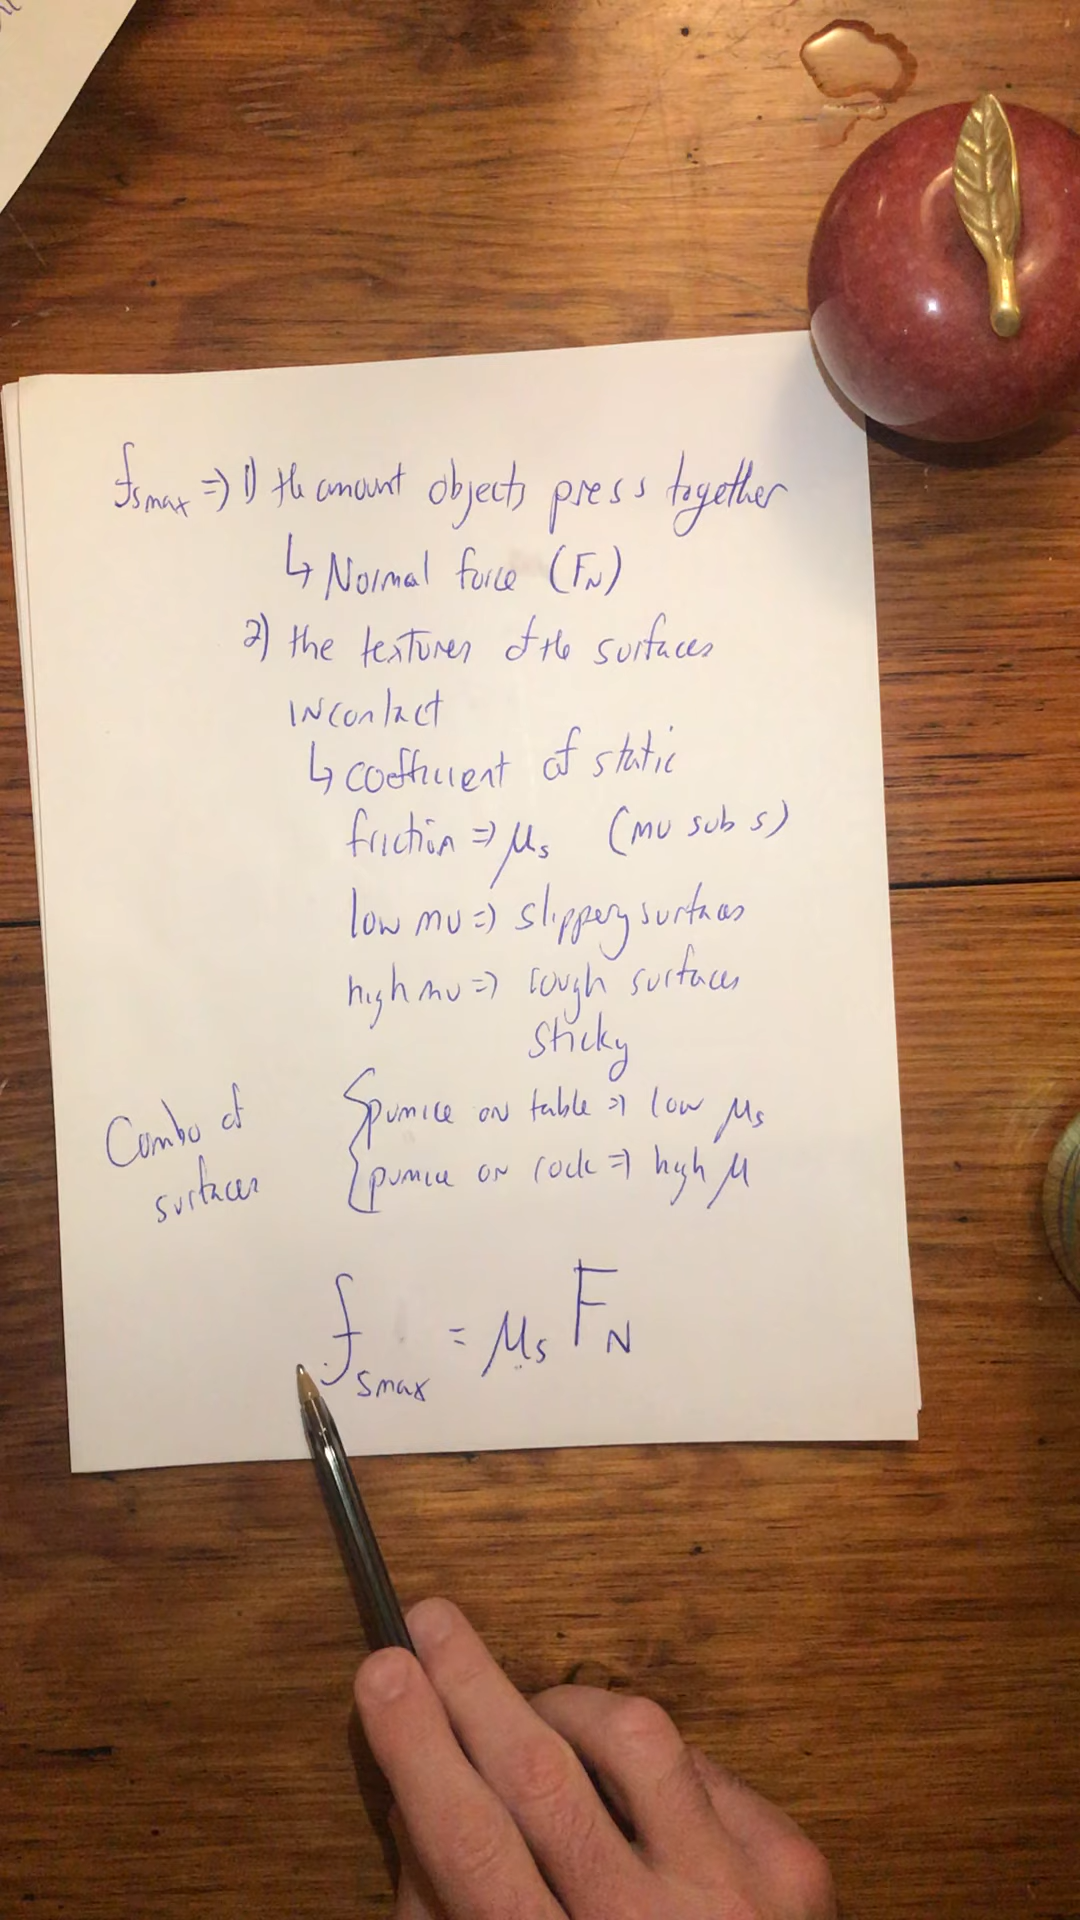 fsmax => 1) the amount objects press together
↳ Normal force (FN)
2) the textures of the surfaces
in contact
↳ coefficient of static
friction => μs (mu sub s)
low mu => slippery surfaces
high mu => rough surfaces
sticky
Combo of surfaces
{ pumice on table => low μs
{ pumice on rock => high μ
fsmax = μs FN